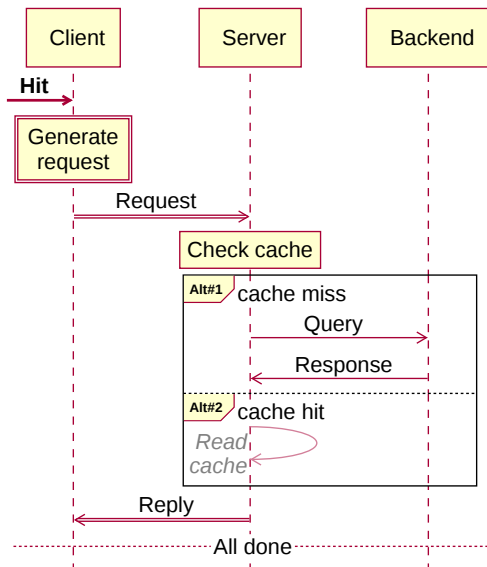 Client
Server
Backend
Hit
Generate
request
Request
Check cache
Alt#1
cache miss
Query
Response
Alt#2
cache hit
Read
cache
Reply
All done